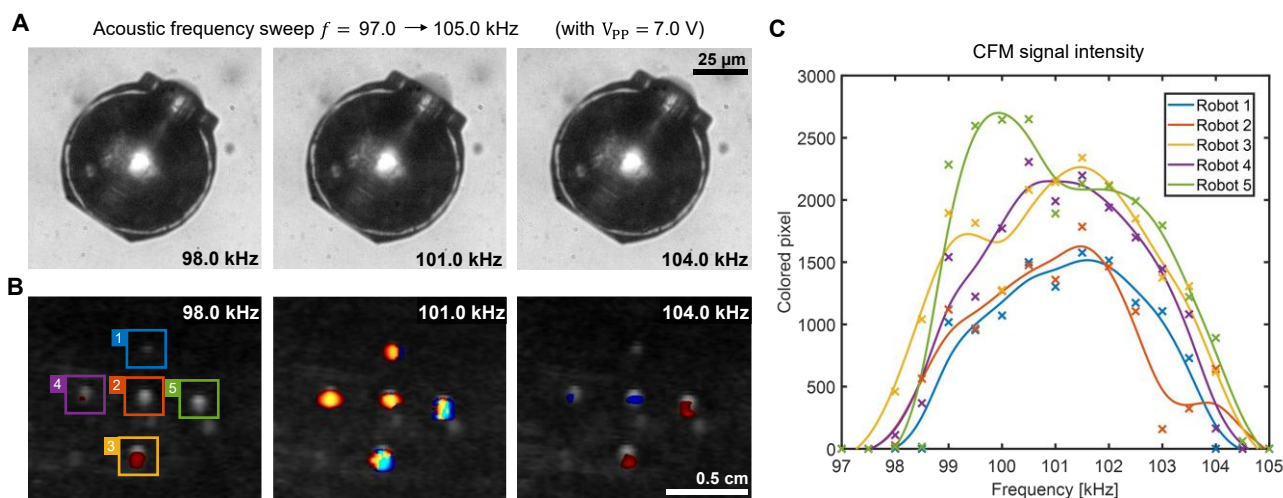 A
Acoustic frequency sweep f = 97.0 → 105.0 kHz (with VPP = 7.0 V)
25 µm
98.0 kHz
101.0 kHz
104.0 kHz
B
98.0 kHz
101.0 kHz
104.0 kHz
1
4
2
5
3
0.5 cm
C
CFM signal intensity
Colored pixel
3000
2500
2000
1500
1000
500
0
Robot 1
Robot 2
Robot 3
Robot 4
Robot 5
97 98 99 100 101 102 103 104 105
Frequency [kHz]